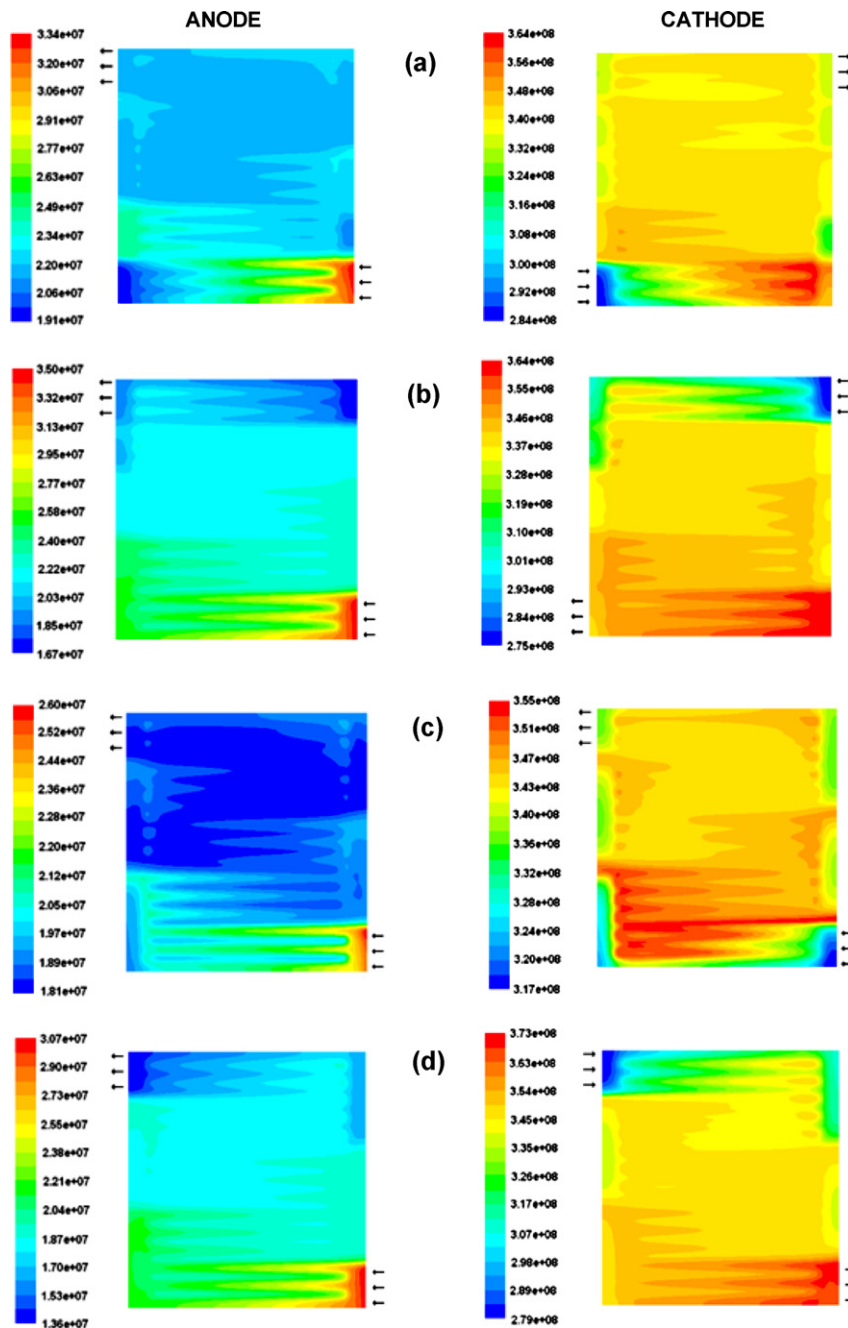 ANODE
CATHODE
(a)
3.34e+07
3.20e+07
3.06e+07
2.91e+07
2.77e+07
2.63e+07
2.49e+07
2.34e+07
2.20e+07
2.06e+07
1.91e+07
3.64e+08
3.56e+08
3.48e+08
3.40e+08
3.32e+08
3.24e+08
3.16e+08
3.08e+08
3.00e+08
2.92e+08
2.84e+08
(b)
3.50e+07
3.32e+07
3.13e+07
2.95e+07
2.77e+07
2.58e+07
2.40e+07
2.22e+07
2.03e+07
1.85e+07
1.67e+07
3.64e+08
3.55e+08
3.46e+08
3.37e+08
3.28e+08
3.19e+08
3.10e+08
3.01e+08
2.93e+08
2.84e+08
2.75e+08
(c)
2.60e+07
2.52e+07
2.44e+07
2.36e+07
2.28e+07
2.20e+07
2.12e+07
2.05e+07
1.97e+07
1.89e+07
1.81e+07
3.55e+08
3.51e+08
3.47e+08
3.43e+08
3.40e+08
3.36e+08
3.32e+08
3.28e+08
3.24e+08
3.20e+08
3.17e+08
(d)
3.07e+07
2.90e+07
2.73e+07
2.55e+07
2.38e+07
2.21e+07
2.04e+07
1.87e+07
1.70e+07
1.53e+07
1.36e+07
3.73e+08
3.63e+08
3.54e+08
3.45e+08
3.35e+08
3.26e+08
3.17e+08
3.07e+08
2.98e+08
2.89e+08
2.79e+08